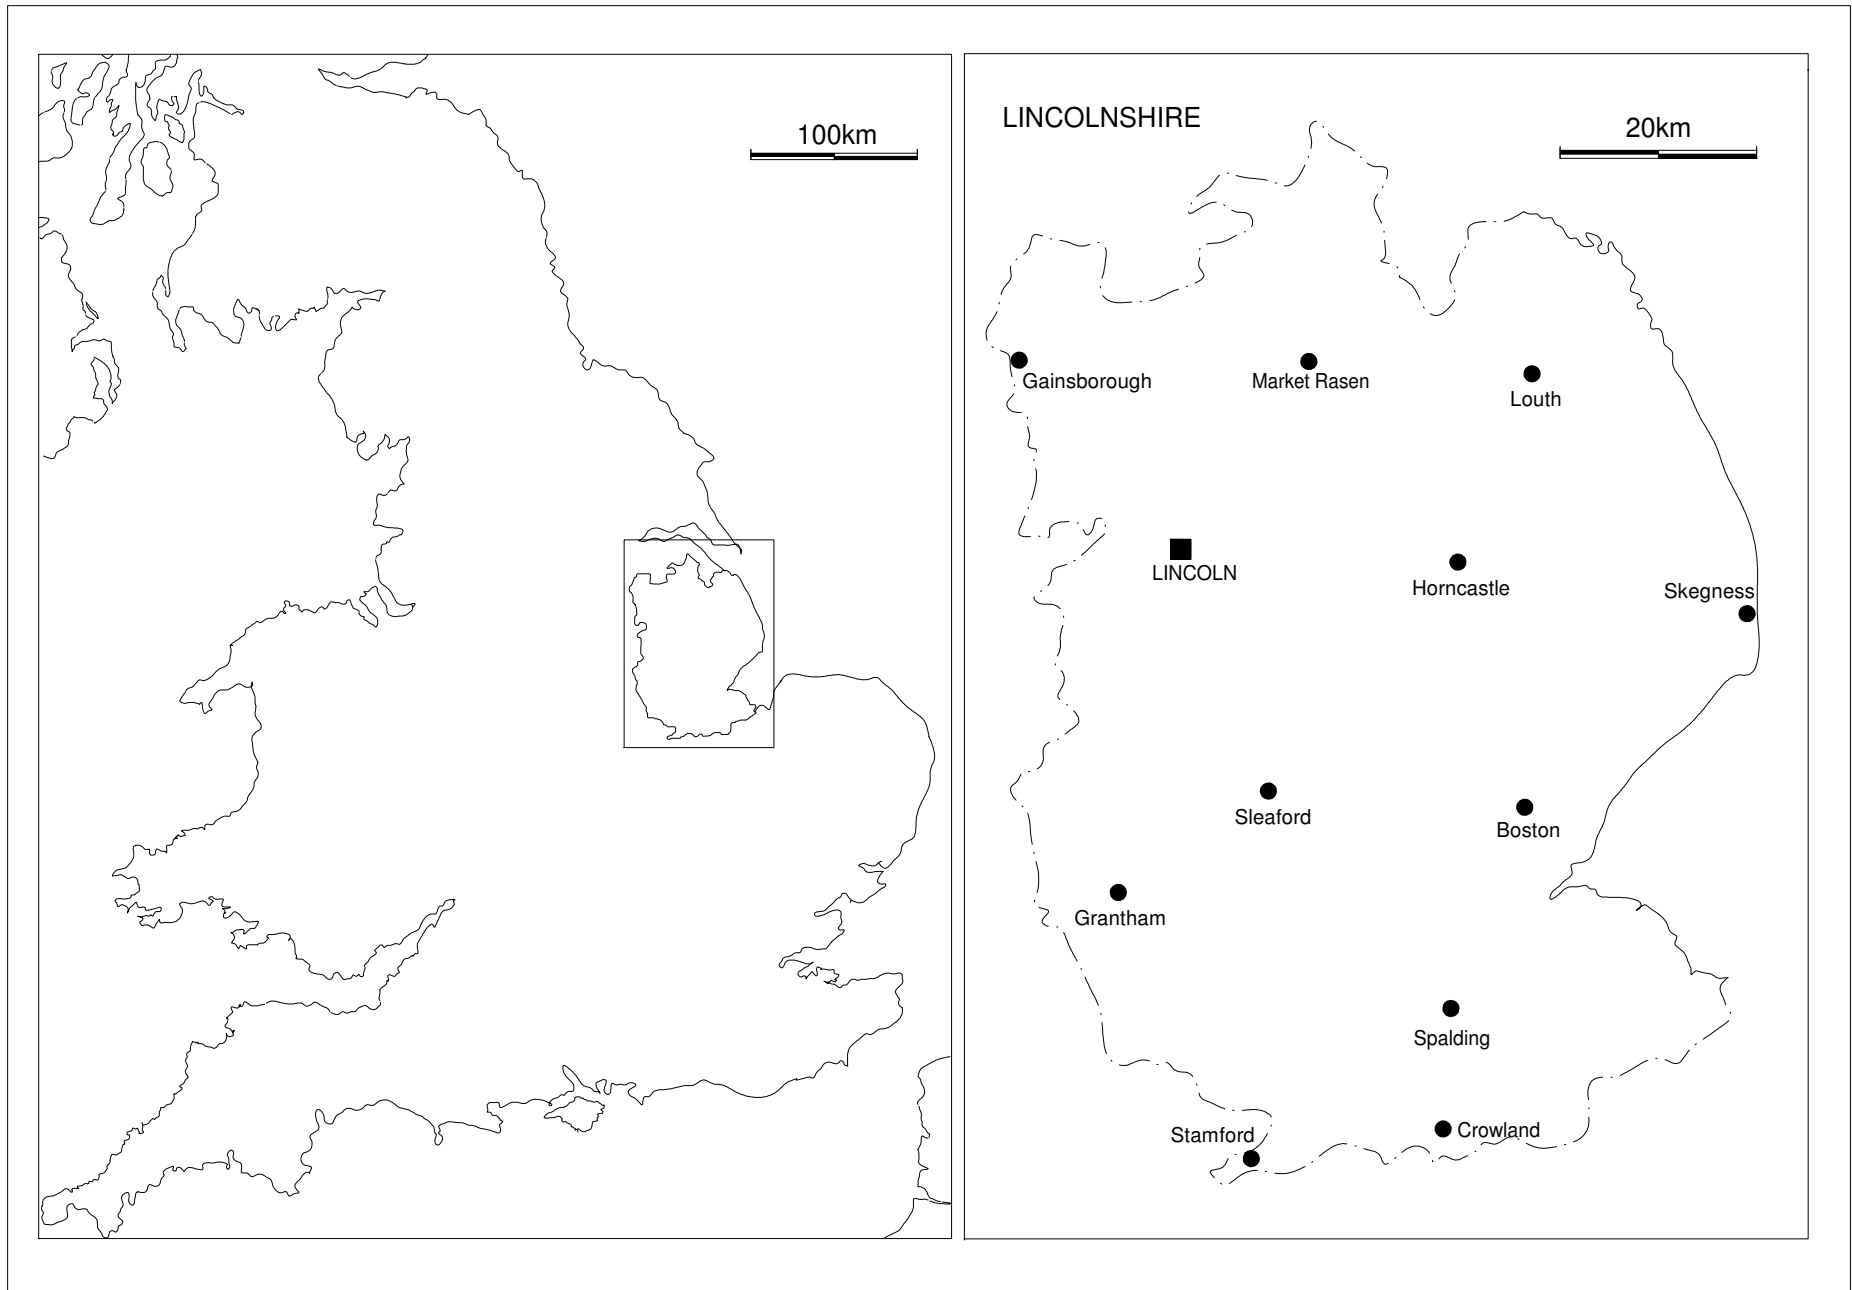 100km
LINCOLNSHIRE
20km
Gainsborough
Market Rasen
Louth
LINCOLN
Horncastle
Skegness
Sleaford
Boston
Grantham
Spalding
Stamford
Crowland